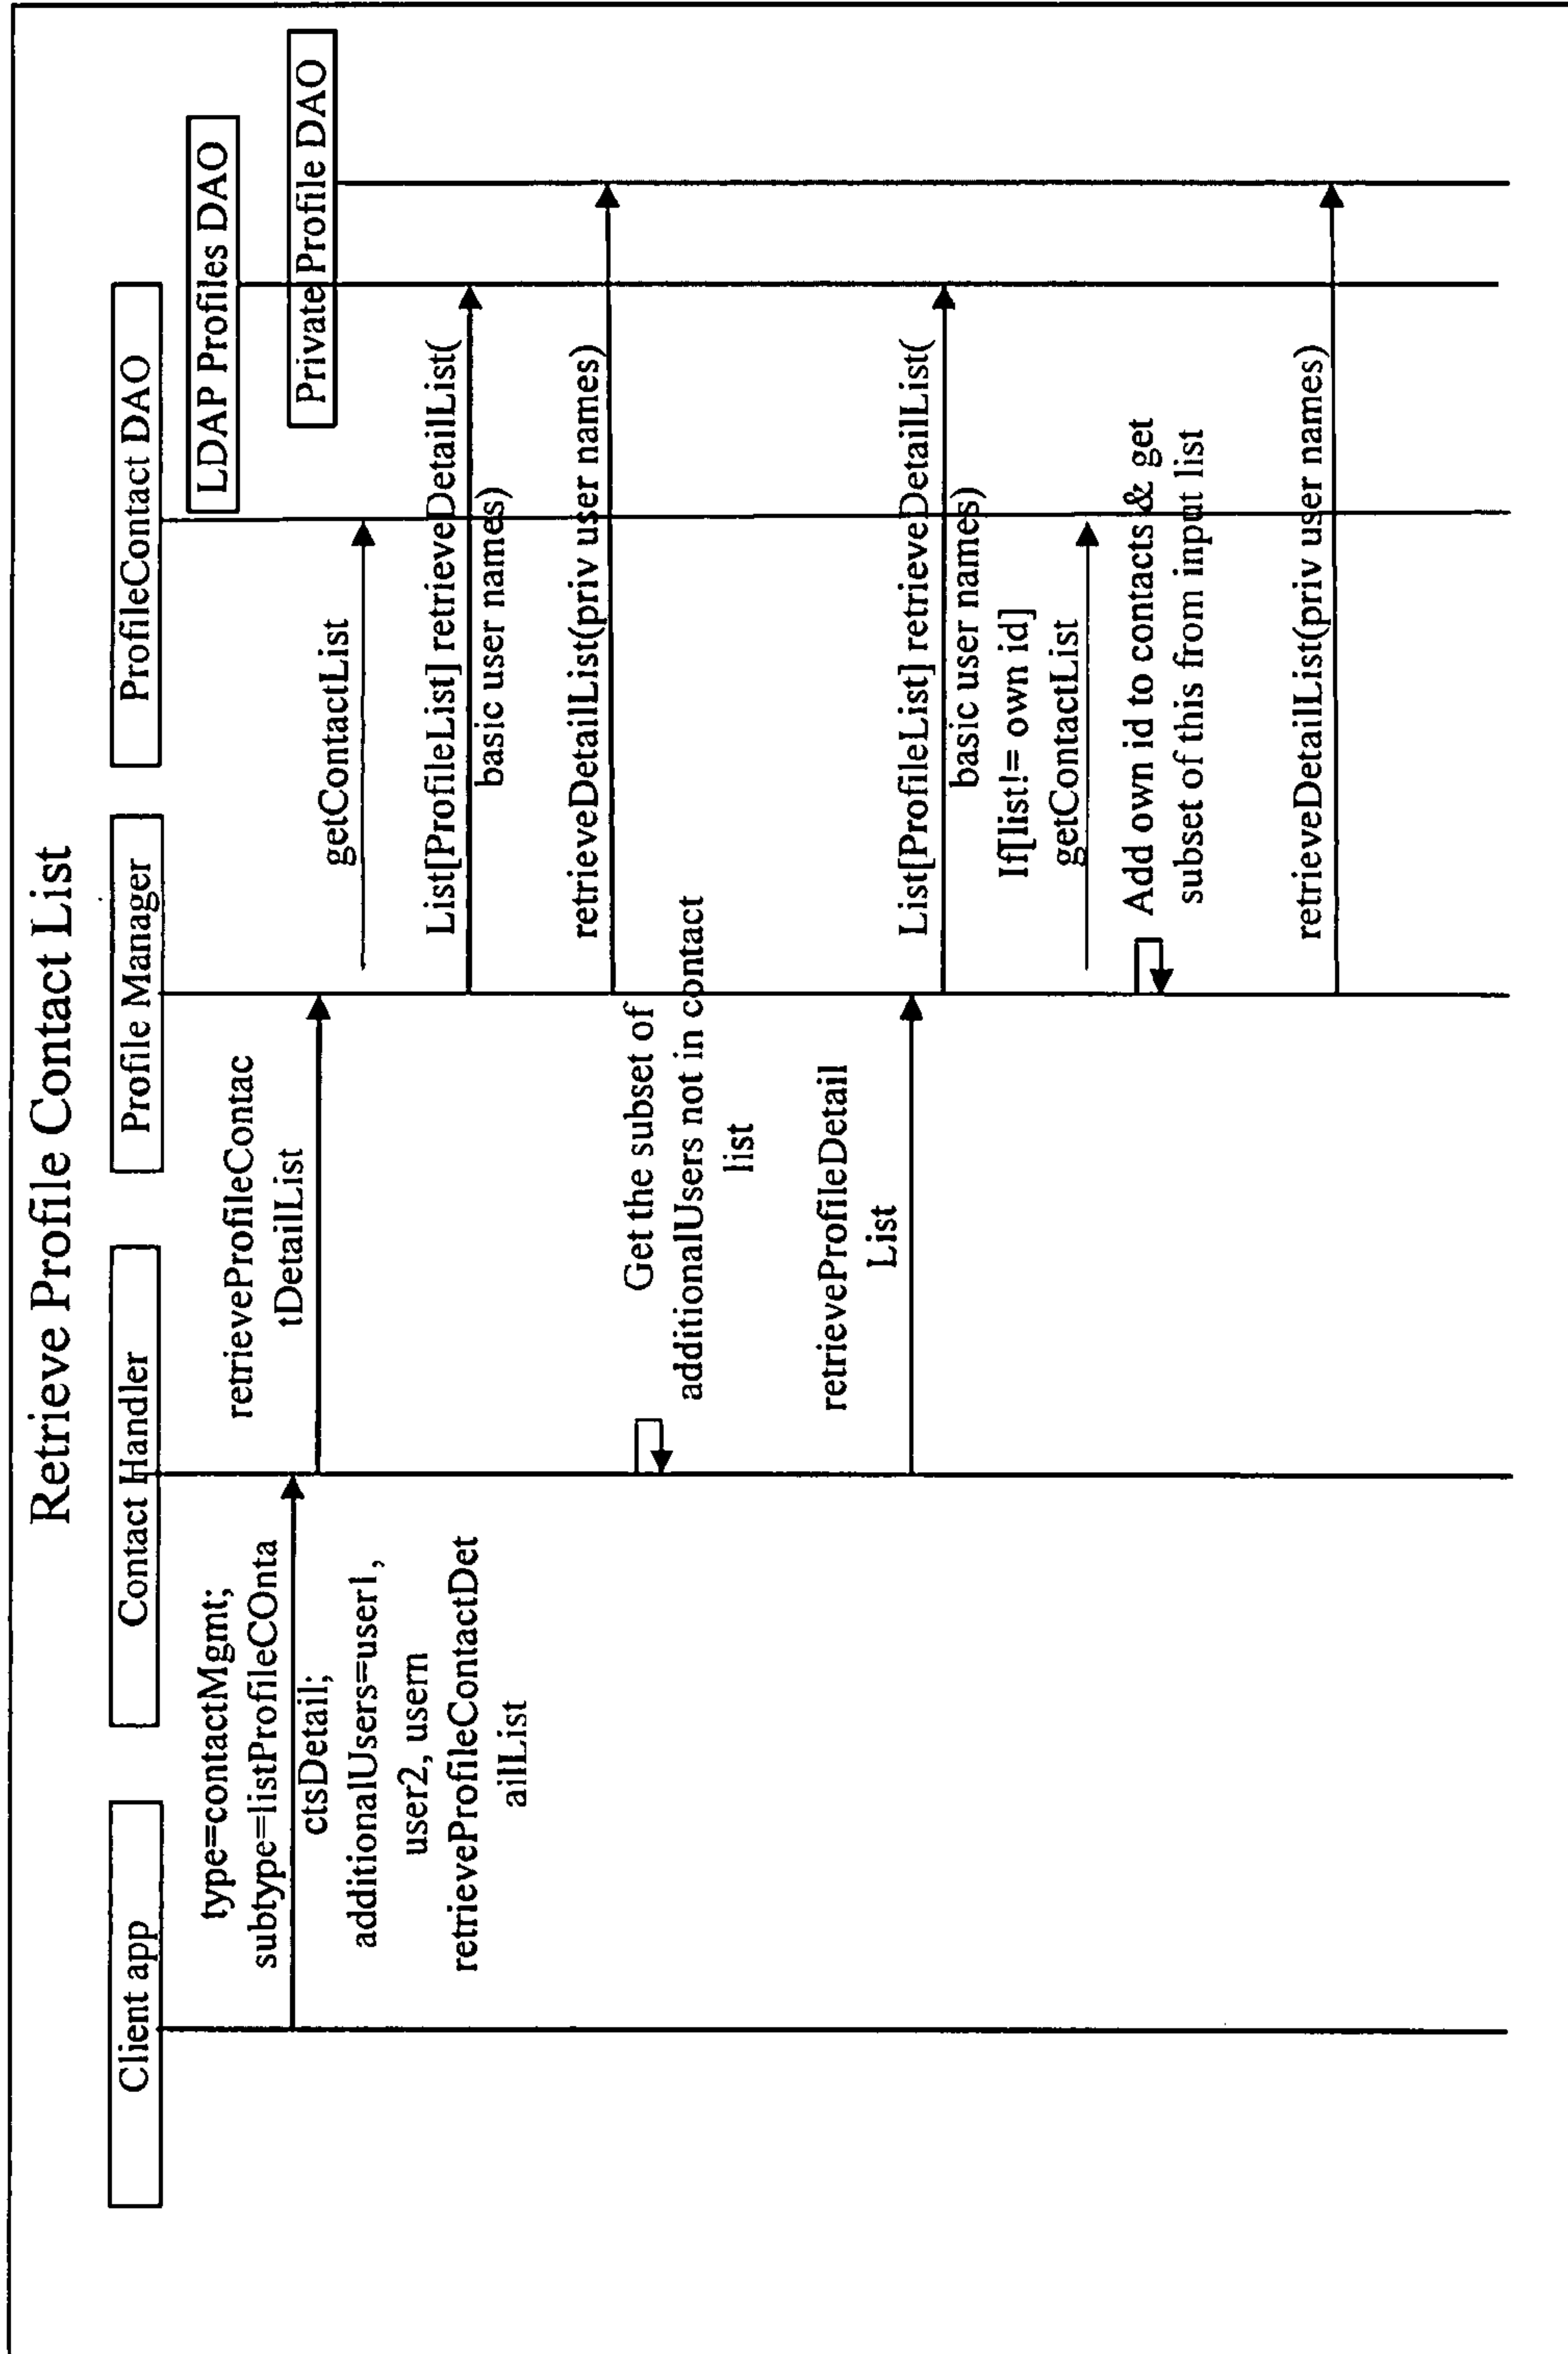 Retrieve Profile Contact List
Client app
Contact Handler
Profile Manager
ProfileContact DAO
LDAP Profiles DAO
Private Profile DAO
type=contactMgmt;
subtype=listProfileCOnta
ctsDetail;
additionalUsers=user1,
user2, usern
retrieveProfileContactDet
ailList
retrieveProfileContac
tDetailList
getContactList
List[ProfileList] retrieveDetailList(
basic user names)
retrieveDetailList(priv user names)
Get the subset of
additionalUsers not in contact
list
retrieveProfileDetail
List
List[ProfileList] retrieveDetailList(
basic user names)
If[list!= own id]
getContactList
Add own id to contacts & get
subset of this from input list
retrieveDetailList(priv user names)